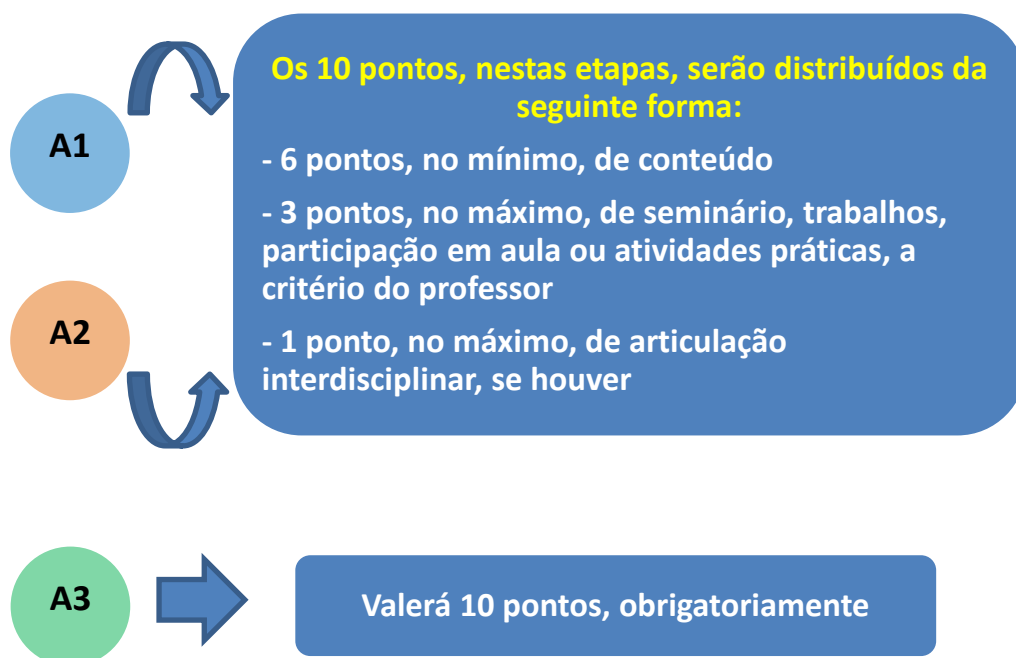 A1
Os 10 pontos, nestas etapas, serão distribuídos da
seguinte forma:
- 6 pontos, no mínimo, de conteúdo
- 3 pontos, no máximo, de seminário, trabalhos,
participação em aula ou atividades práticas, a
critério do professor
A2
- 1 ponto, no máximo, de articulação
interdisciplinar, se houver
A3
Valerá 10 pontos, obrigatoriamente